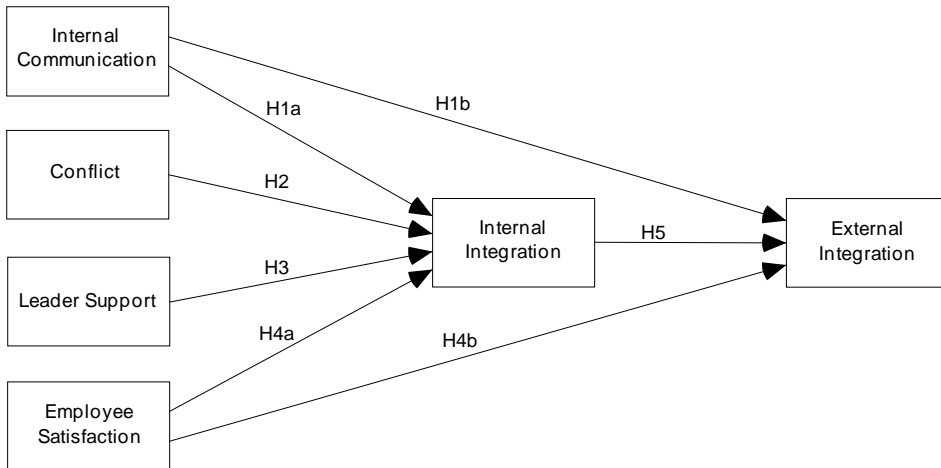 Internal
Communication
H1a
H1b
Conflict
H2
Internal
Integration
H5
External
Integration
Leader Support
H3
H4a
H4b
Employee
Satisfaction